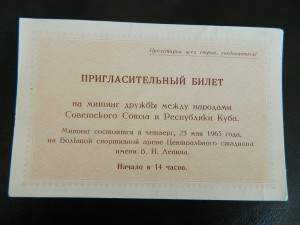 Пролетарии всех стран, соединяйтесь!
ПРИГЛАСИТЕЛЬНЫЙ БИЛЕТ
на митинг дружбы между народами
Советского Союза и Республики Куба.
Митинг состоится в четверг, 23 мая 1963 года,
на Большой спортивной арене Центрального стадиона
имени В. И. Ленина.
Начало в 14 часов.